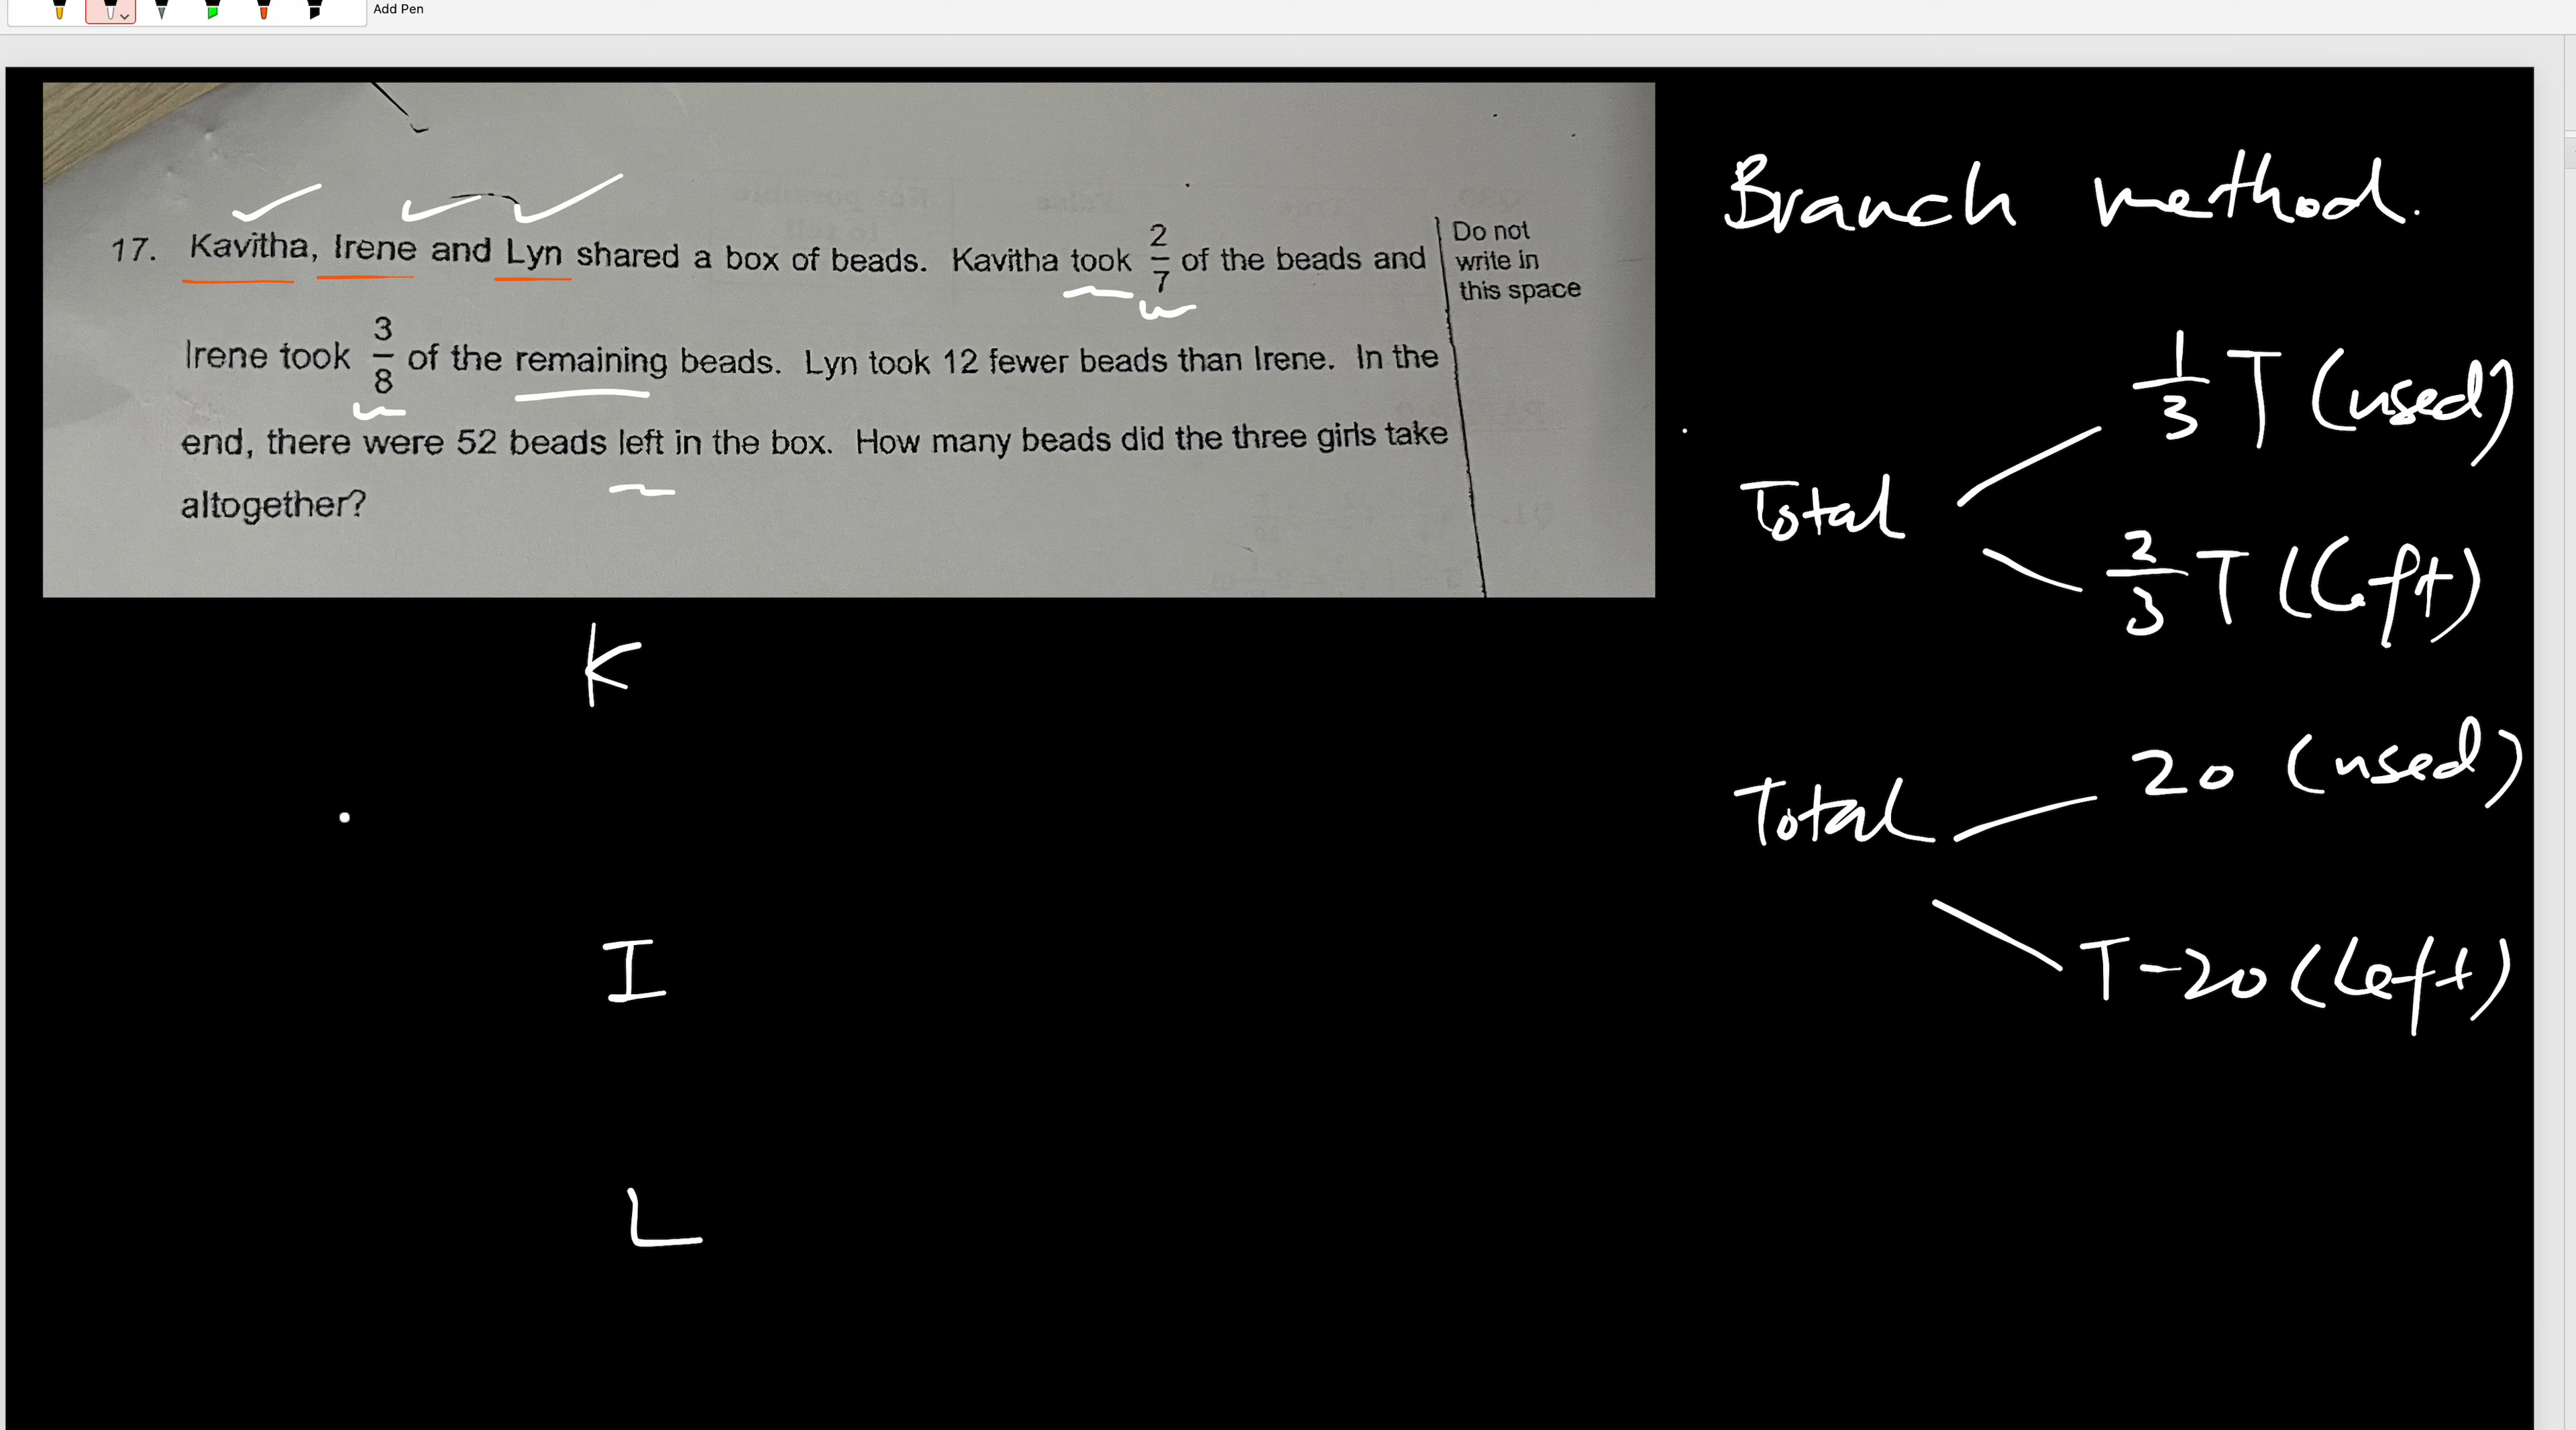 Add Pen
17. Kavitha, Irene and Lyn shared a box of beads. Kavitha took 2/7 of the beads and
Irene took 3/8 of the remaining beads. Lyn took 12 fewer beads than Irene. In the
end, there were 52 beads left in the box. How many beads did the three girls take
altogether?
Do not
write in
this space
Branch method.
1/3 T (used)
Total
2/3 T (Left)
20 (used)
Total
T-20 (Left)
K
I
L